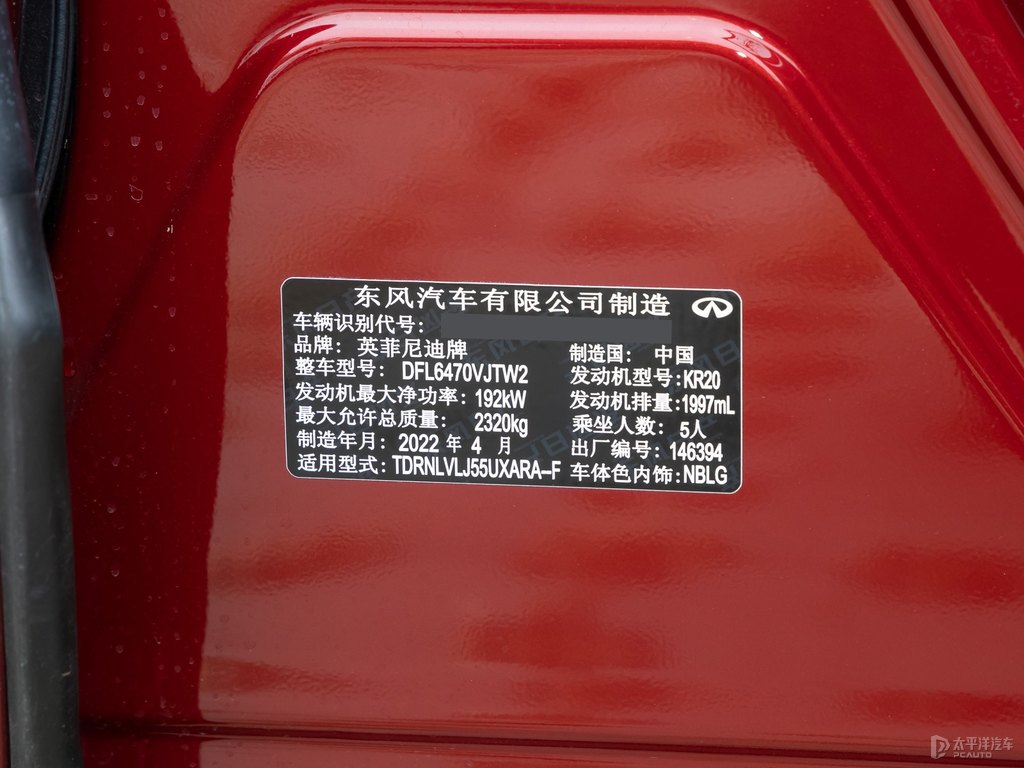 东风汽车有限公司制造
车辆识别代号：
品牌：英菲尼迪牌 制造国：中国
整车型号：DFL6470VJTW2 发动机型号：KR20
发动机最大净功率：192kW 发动机排量：1997mL
最大允许总质量：2320kg 乘坐人数：5人
制造年月：2022年4月 出厂编号：146394
适用型式：TDRNLVLJ55UXARA-F 车体色内饰：NBLG
太平洋汽车
PCAUTO